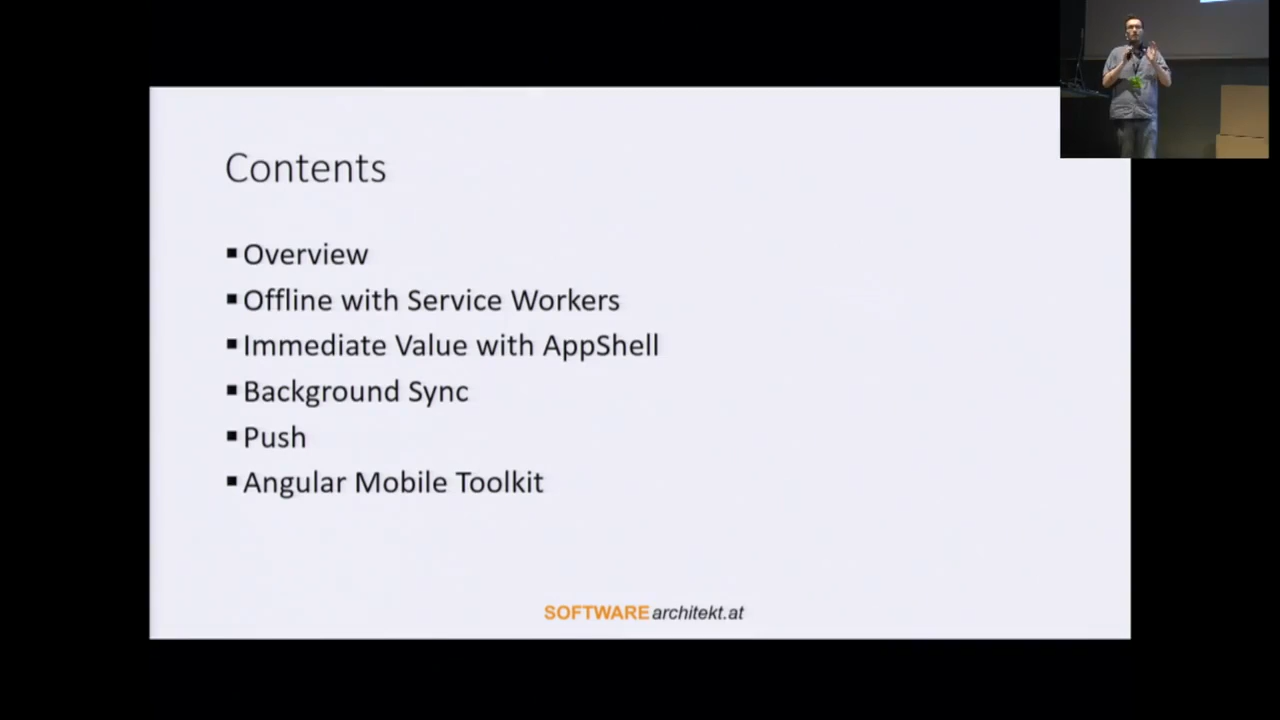 Contents
Overview
Offline with Service Workers
Immediate Value with AppShell
Background Sync
Push
Angular Mobile Toolkit
SOFTWAREarchitekt.at